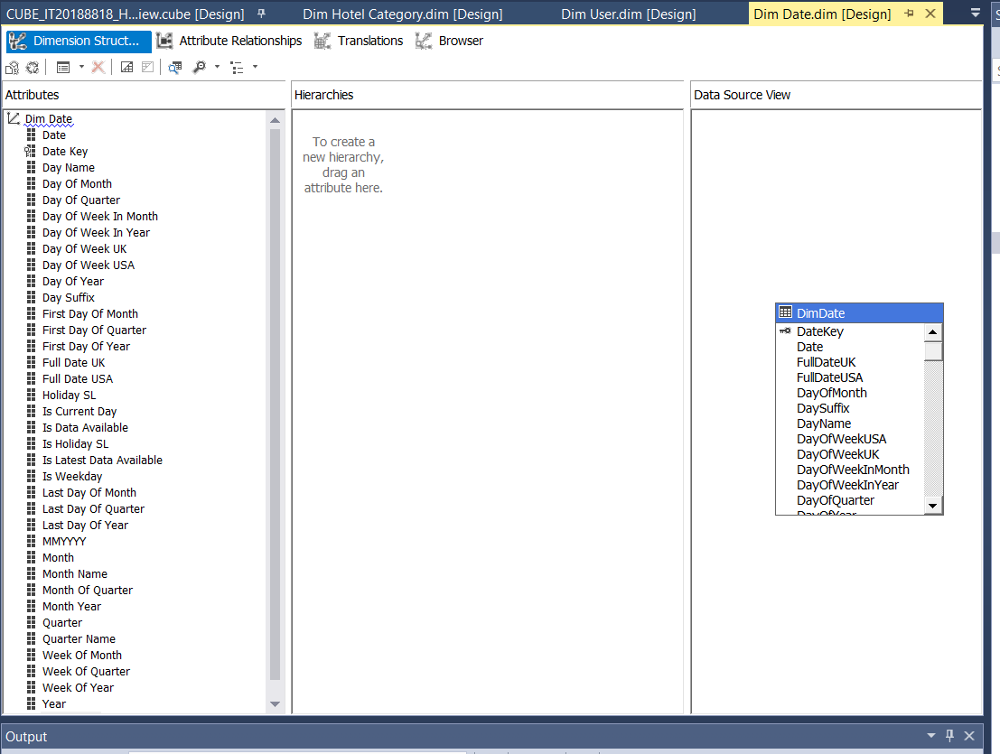 CUBE_IT20188818_H...iew.cube [Design]
Dim Hotel Category.dim [Design]
Dim User.dim [Design]
Dim Date.dim [Design]
Dimension Struct...
Attribute Relationships
Translations
Browser
Attributes
Dim Date
Date
Date Key
Day Name
Day Of Month
Day Of Quarter
Day Of Week In Month
Day Of Week In Year
Day Of Week UK
Day Of Week USA
Day Of Year
Day Suffix
First Day Of Month
First Day Of Quarter
First Day Of Year
Full Date UK
Full Date USA
Holiday SL
Is Current Day
Is Data Available
Is Holiday SL
Is Latest Data Available
Is Weekday
Last Day Of Month
Last Day Of Quarter
Last Day Of Year
MMYYYY
Month
Month Name
Month Of Quarter
Month Year
Quarter
Quarter Name
Week Of Month
Week Of Quarter
Week Of Year
Year
Hierarchies
To create a
new hierarchy,
drag an
attribute here.
Data Source View
DimDate
DateKey
Date
FullDateUK
FullDateUSA
DayOfMonth
DaySuffix
DayName
DayOfWeekUSA
DayOfWeekUK
DayOfWeekInMonth
DayOfWeekInYear
DayOfQuarter
DayOfYear
Output